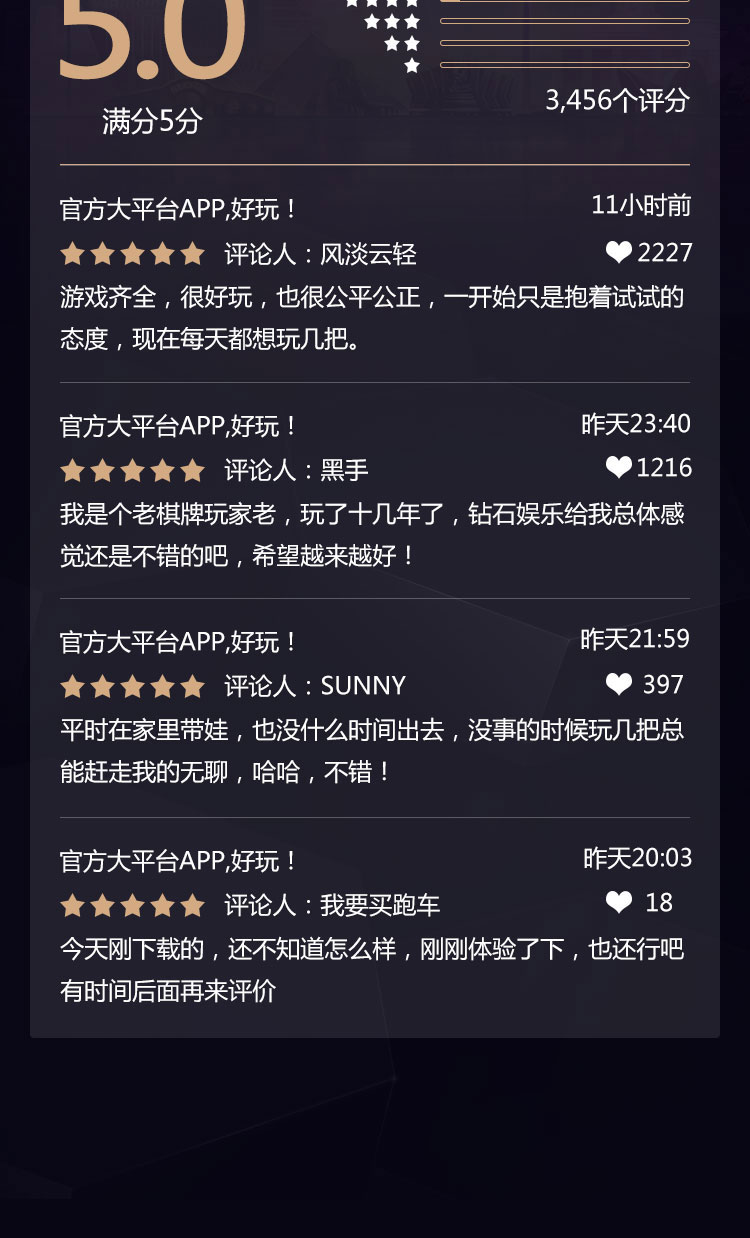 5.0
满分5分
3,456个评分
官方大平台APP,好玩！ 11小时前
评论人：风淡云轻 2227
游戏齐全，很好玩，也很公平公正，一开始只是抱着试试的
态度，现在每天都想玩几把。
官方大平台APP,好玩！ 昨天23:40
评论人：黑手 1216
我是个老棋牌玩家老，玩了十几年了，钻石娱乐给我总体感
觉还是不错的吧，希望越来越好！
官方大平台APP,好玩！ 昨天21:59
评论人：SUNNY 397
平时在家里带娃，也没什么时间出去，没事的时候玩几把总
能赶走我的无聊，哈哈，不错！
官方大平台APP,好玩！ 昨天20:03
评论人：我要买跑车 18
今天刚下载的，还不知道怎么样，刚刚体验了下，也还行吧
有时间后面再来评价